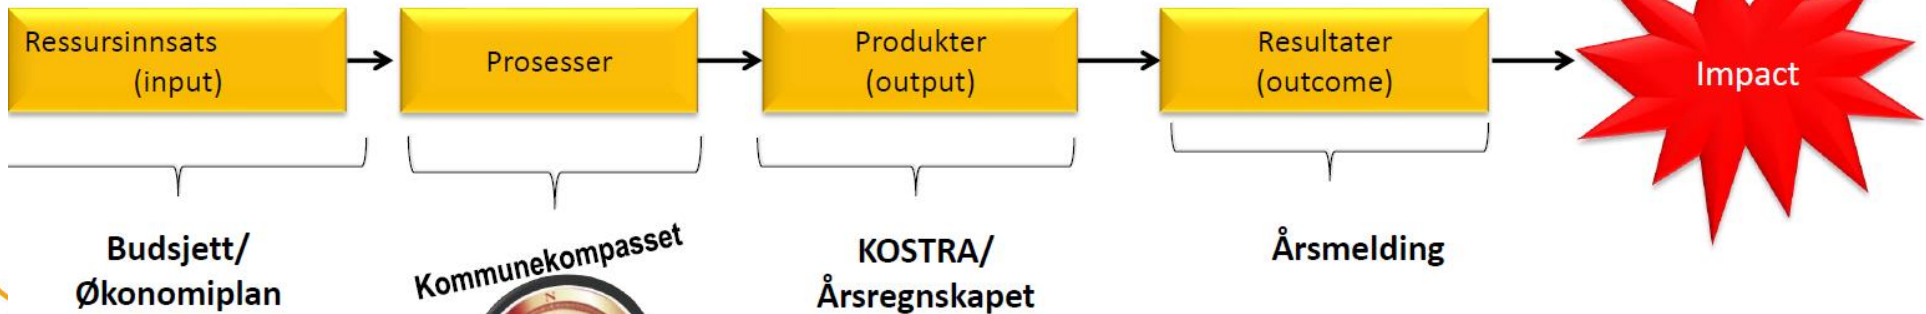 Ressursinnsats
(input)
Prosesser
Produkter
(output)
Resultater
(outcome)
Impact
Budsjett/
Økonomiplan
Kommunekompasset
N
KOSTRA/
Årsregnskapet
Årsmelding